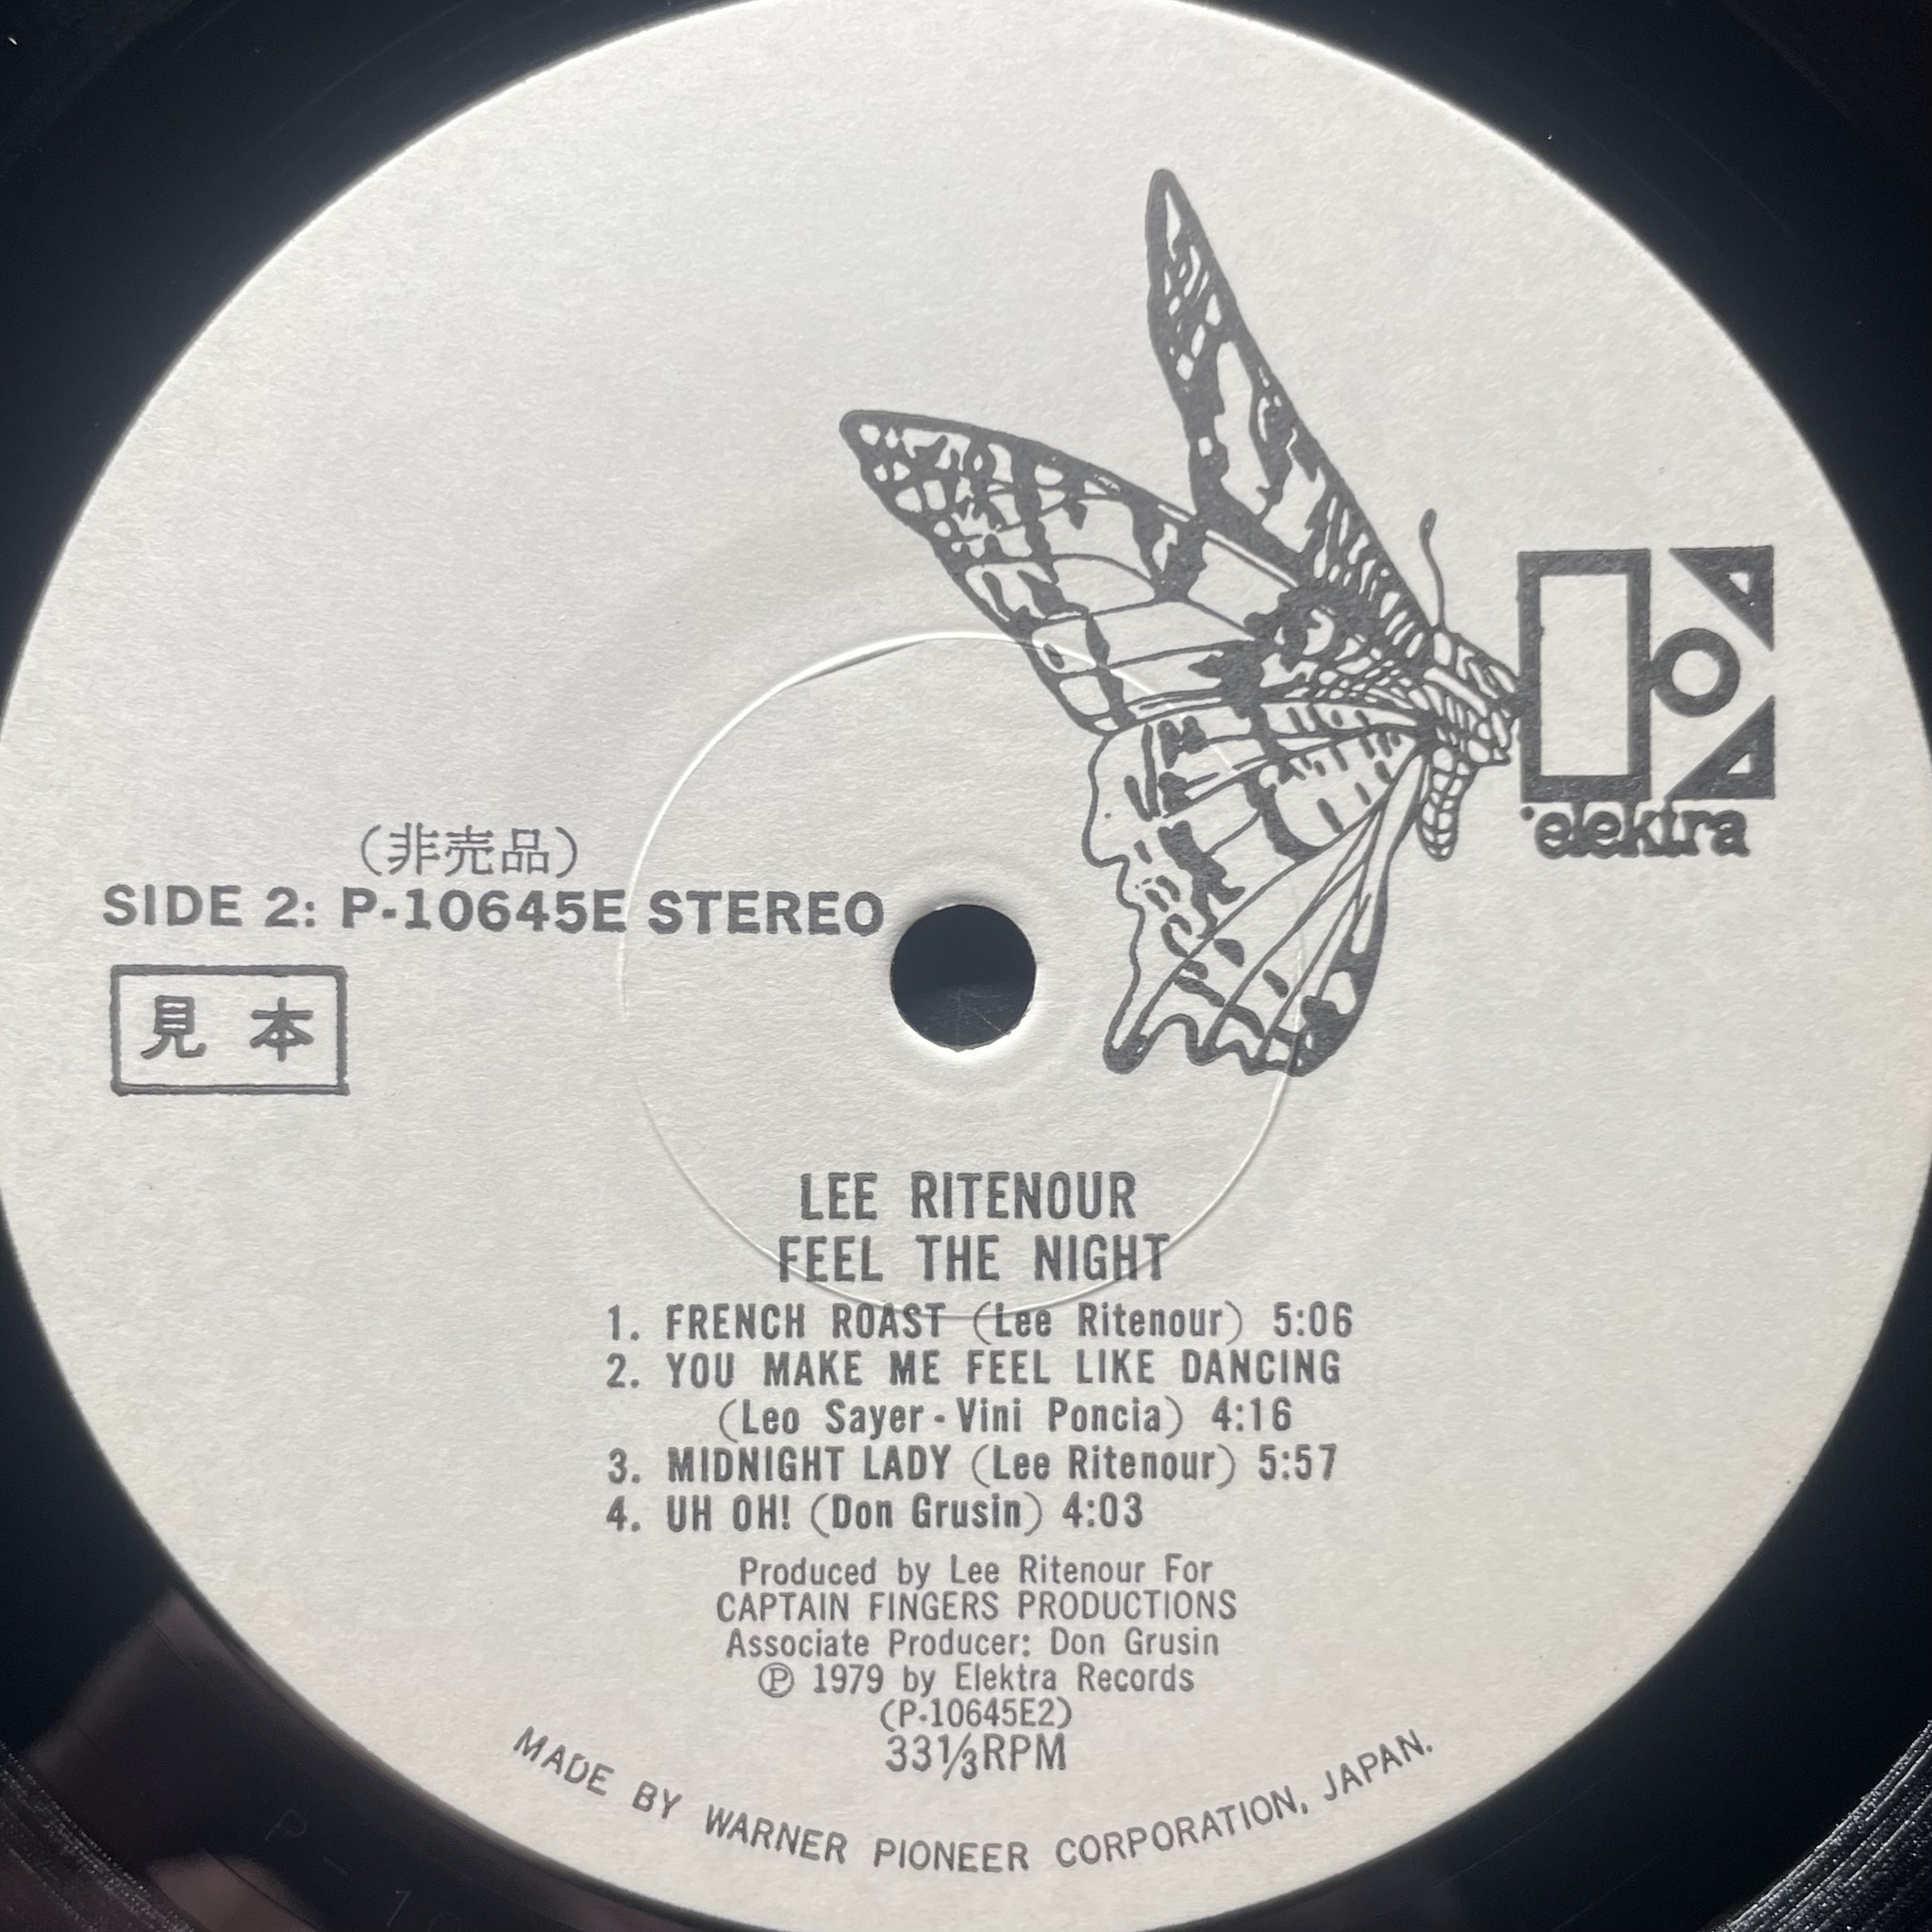 elektra
(非売品)
SIDE 2: P-10645E STEREO
見本
LEE RITENOUR
FEEL THE NIGHT
1. FRENCH ROAST (Lee Ritenour) 5:06
2. YOU MAKE ME FEEL LIKE DANCING
(Leo Sayer-Vini Poncia) 4:16
3. MIDNIGHT LADY (Lee Ritenour) 5:57
4. UH OH! (Don Grusin) 4:03
Produced by Lee Ritenour For
CAPTAIN FINGERS PRODUCTIONS
Associate Producer: Don Grusin
Ⓟ 1979 by Elektra Records
(P-10645E2)
33⅓RPM
MADE BY WARNER PIONEER CORPORATION, JAPAN.